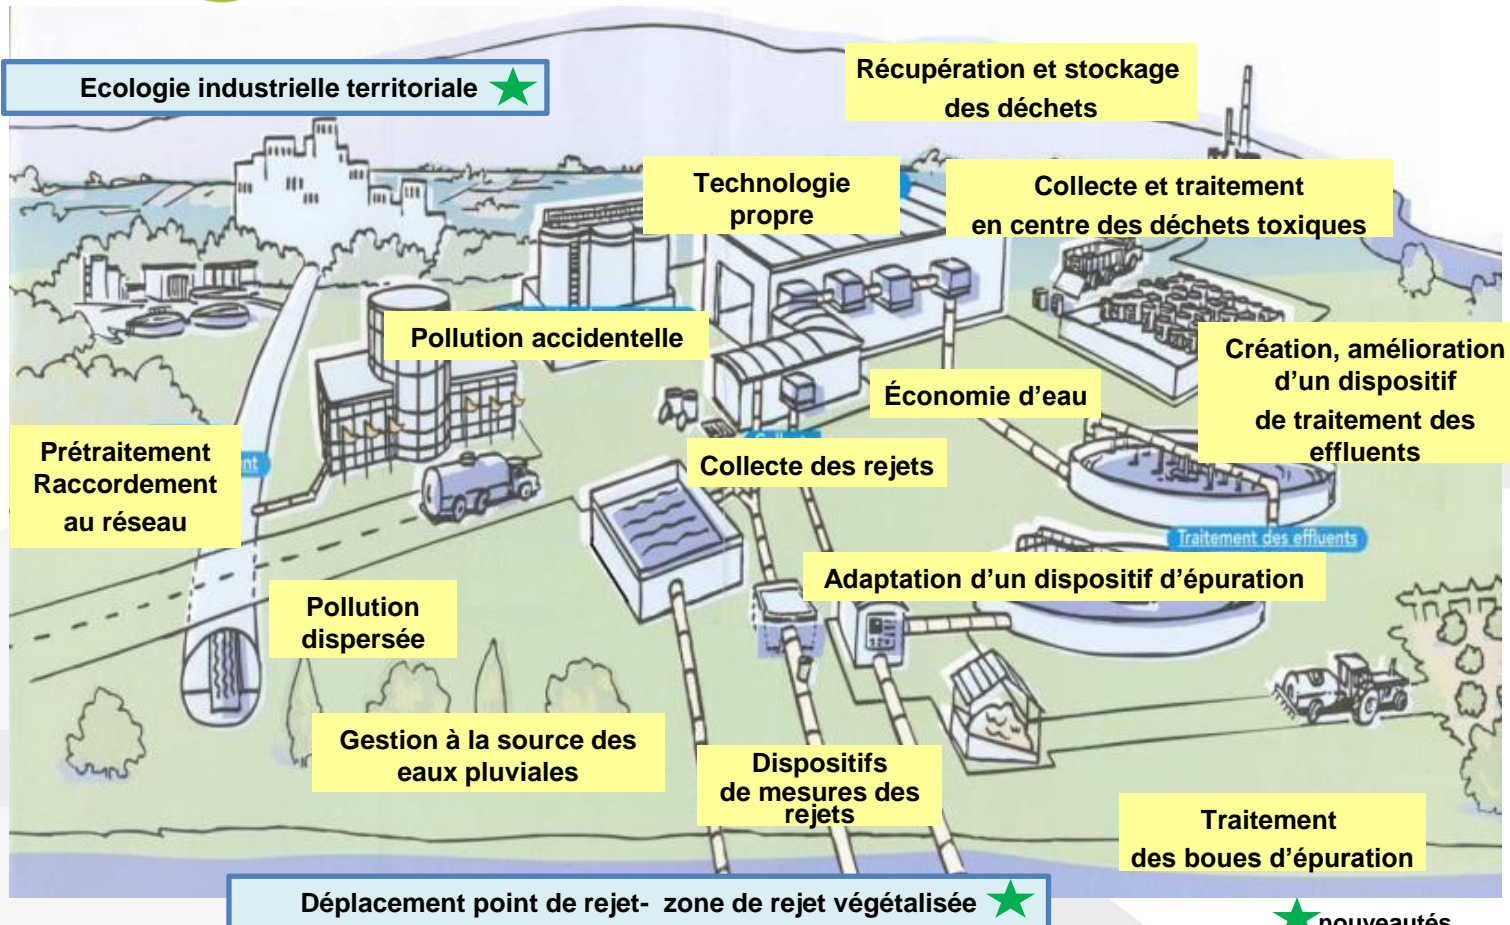 Ecologie industrielle territoriale
Récupération et stockage
des déchets
Technologie
propre
Collecte et traitement
en centre des déchets toxiques
Pollution accidentelle
Création, amélioration
d’un dispositif
de traitement des
effluents
Économie d’eau
Prétraitement
Raccordement
au réseau
Collecte des rejets
Traitement des effluents
Adaptation d’un dispositif d’épuration
Pollution
dispersée
Gestion à la source des
eaux pluviales
Dispositifs
de mesures des
rejets
Traitement
des boues d’épuration
Déplacement point de rejet- zone de rejet végétalisée
nouveautés